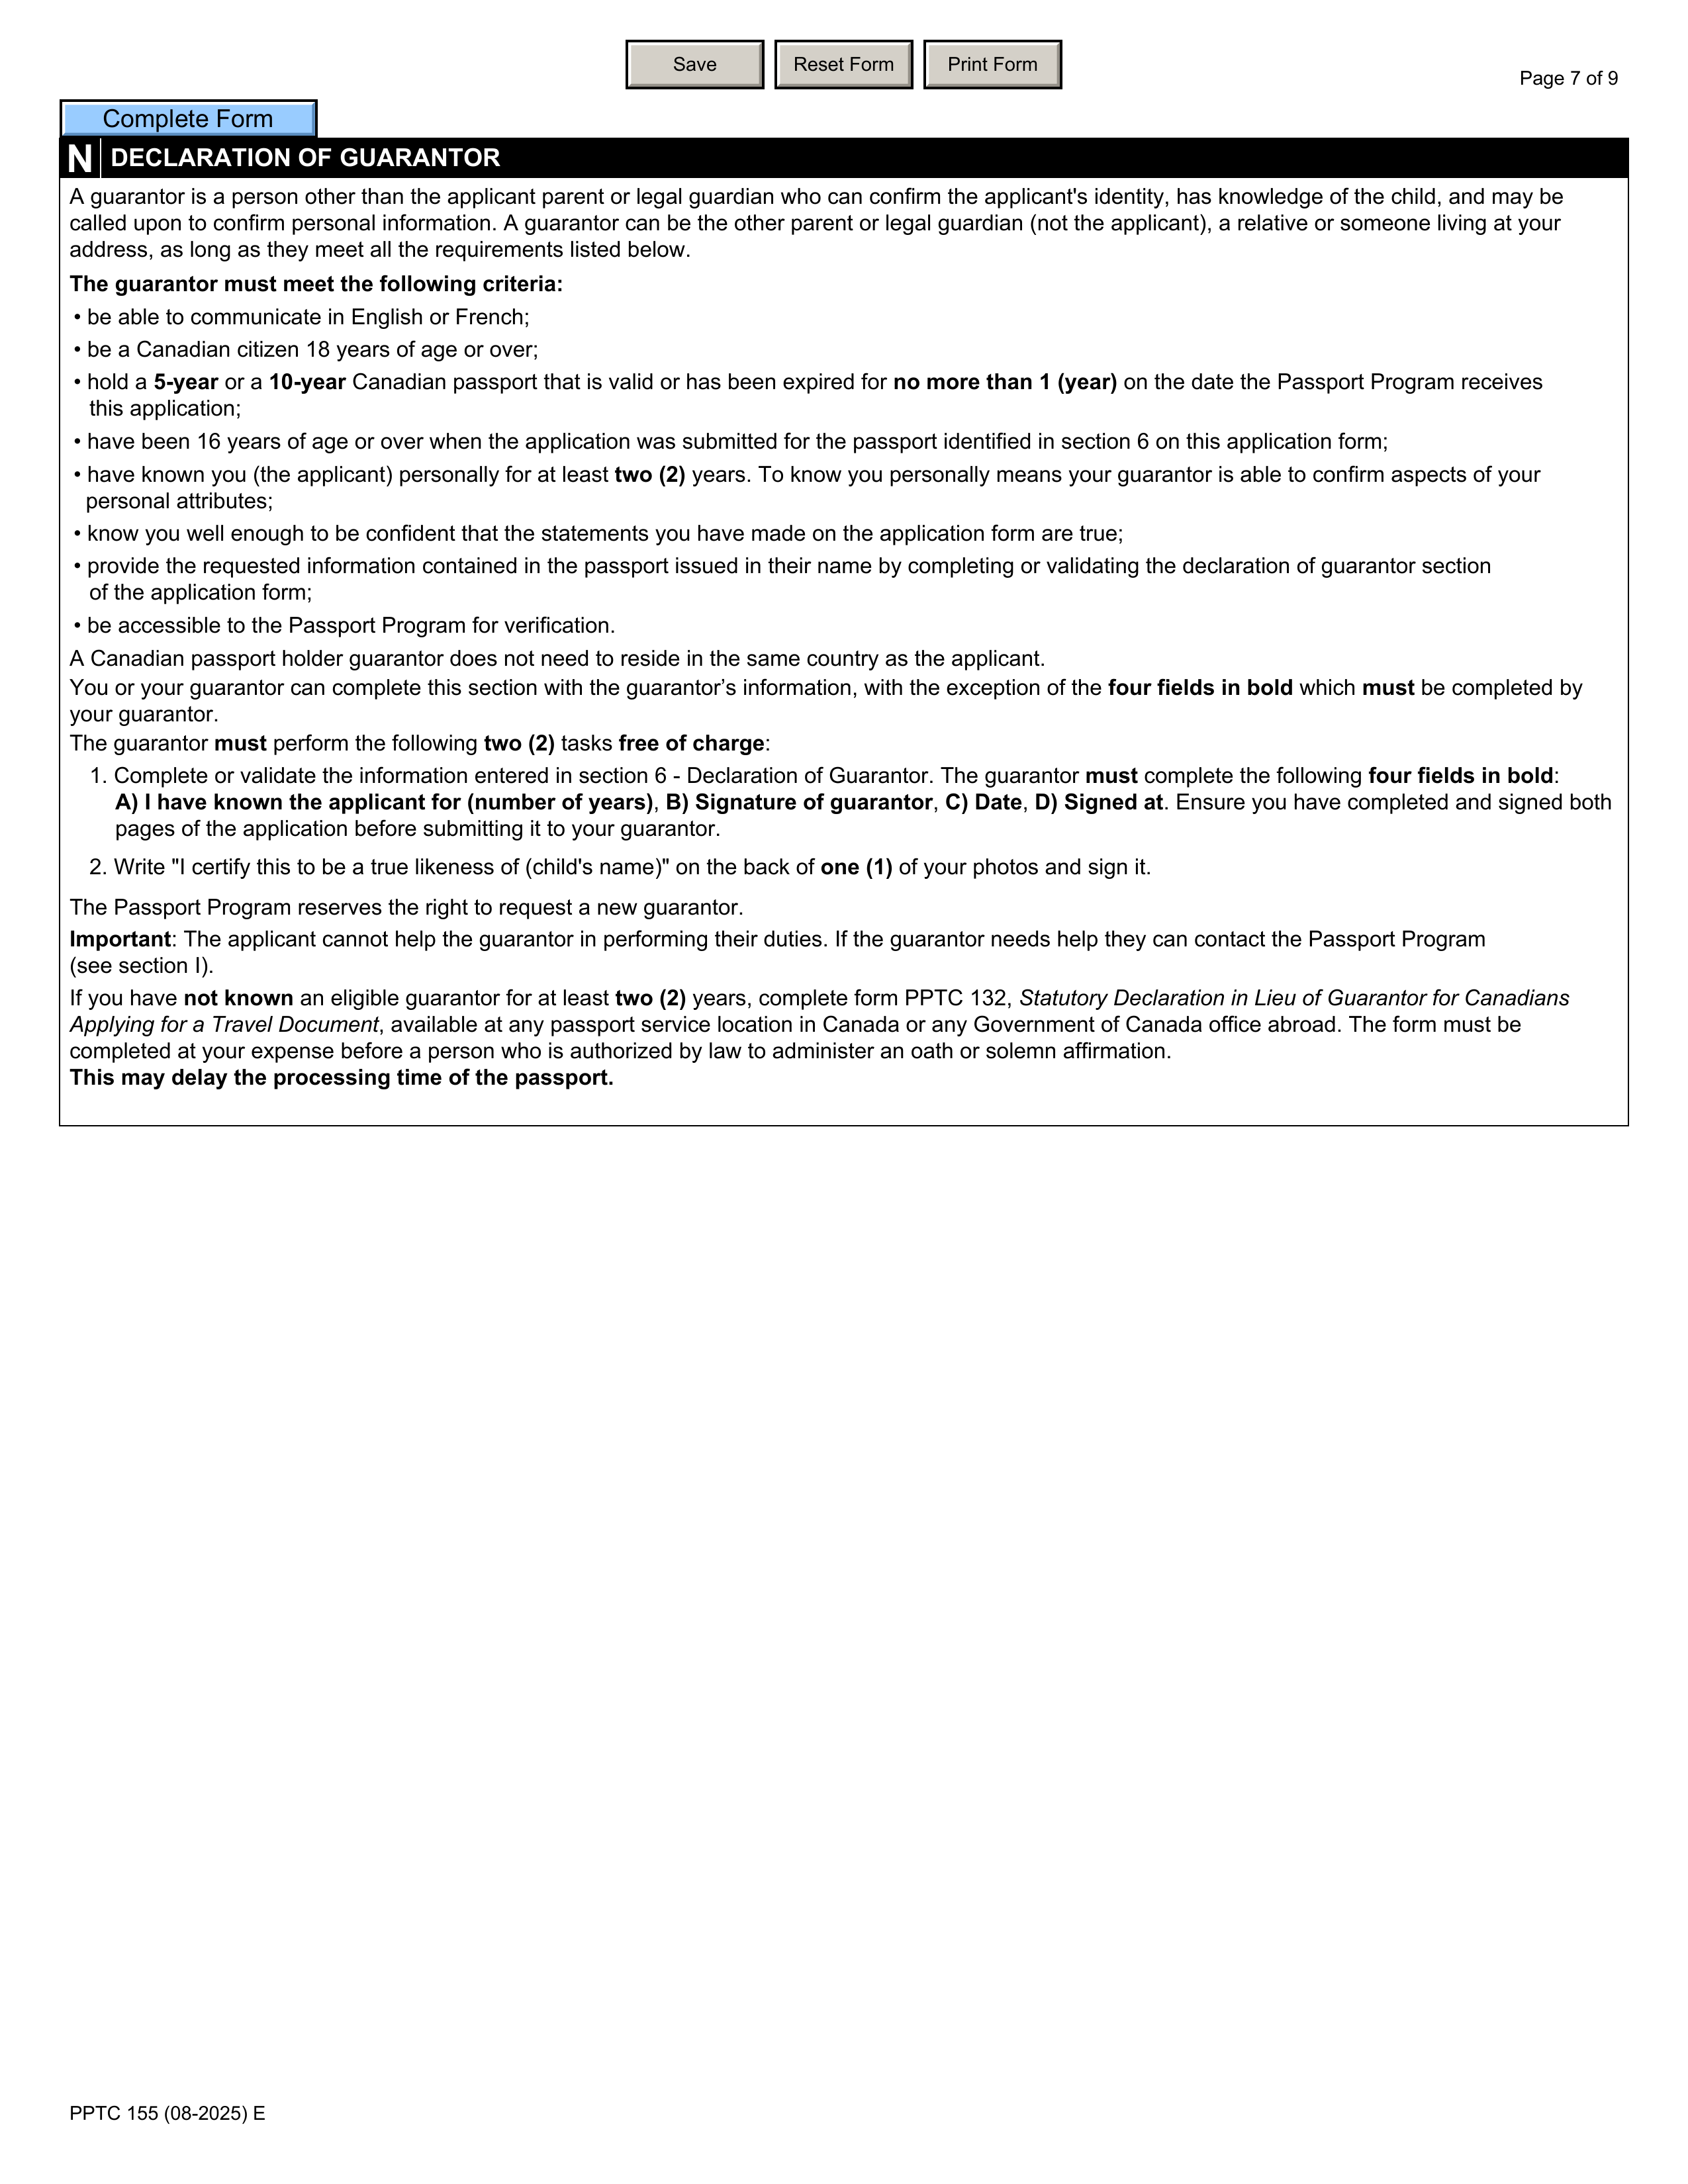 Save
Reset Form
Print Form
Page 7 of 9
Complete Form
N DECLARATION OF GUARANTOR
A guarantor is a person other than the applicant parent or legal guardian who can confirm the applicant's identity, has knowledge of the child, and may be
called upon to confirm personal information. A guarantor can be the other parent or legal guardian (not the applicant), a relative or someone living at your
address, as long as they meet all the requirements listed below.
The guarantor must meet the following criteria:
• be able to communicate in English or French;
• be a Canadian citizen 18 years of age or over;
• hold a 5-year or a 10-year Canadian passport that is valid or has been expired for no more than 1 (year) on the date the Passport Program receives
this application;
• have been 16 years of age or over when the application was submitted for the passport identified in section 6 on this application form;
• have known you (the applicant) personally for at least two (2) years. To know you personally means your guarantor is able to confirm aspects of your
personal attributes;
• know you well enough to be confident that the statements you have made on the application form are true;
• provide the requested information contained in the passport issued in their name by completing or validating the declaration of guarantor section
of the application form;
• be accessible to the Passport Program for verification.
A Canadian passport holder guarantor does not need to reside in the same country as the applicant.
You or your guarantor can complete this section with the guarantor’s information, with the exception of the four fields in bold which must be completed by
your guarantor.
The guarantor must perform the following two (2) tasks free of charge:
1. Complete or validate the information entered in section 6 - Declaration of Guarantor. The guarantor must complete the following four fields in bold:
A) I have known the applicant for (number of years), B) Signature of guarantor, C) Date, D) Signed at. Ensure you have completed and signed both
pages of the application before submitting it to your guarantor.
2. Write "I certify this to be a true likeness of (child's name)" on the back of one (1) of your photos and sign it.
The Passport Program reserves the right to request a new guarantor.
Important: The applicant cannot help the guarantor in performing their duties. If the guarantor needs help they can contact the Passport Program
(see section I).
If you have not known an eligible guarantor for at least two (2) years, complete form PPTC 132, Statutory Declaration in Lieu of Guarantor for Canadians
Applying for a Travel Document, available at any passport service location in Canada or any Government of Canada office abroad. The form must be
completed at your expense before a person who is authorized by law to administer an oath or solemn affirmation.
This may delay the processing time of the passport.
PPTC 155 (08-2025) E